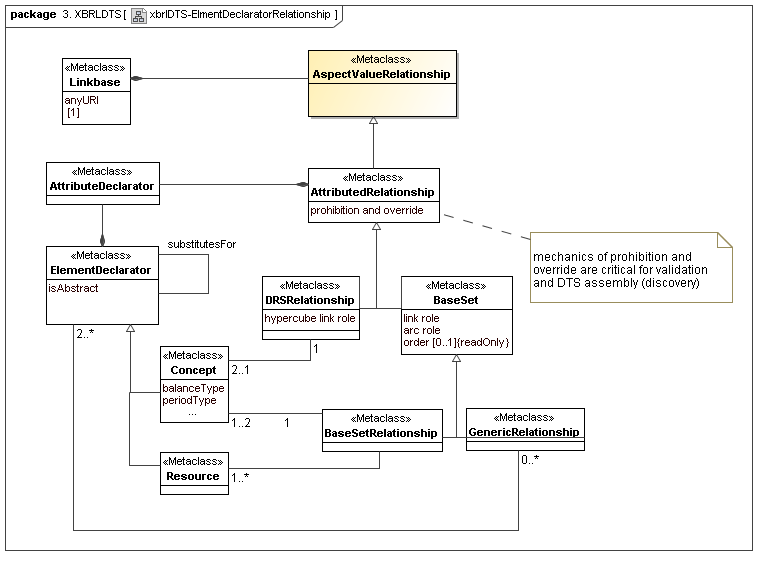 package 3. XBRLDTS [ xbrlDTS-ElmentDeclaratorRelationship ]
«Metaclass»
Linkbase
anyURI
[1]
«Metaclass»
AspectValueRelationship
«Metaclass»
AttributeDeclarator
«Metaclass»
AttributedRelationship
prohibition and override
substitutesFor
«Metaclass»
ElementDeclarator
isAbstract
2..*
mechanics of prohibition and
override are critical for validation
and DTS assembly (discovery)
«Metaclass»
DRSRelationship
hypercube link role
1
«Metaclass»
BaseSet
link role
arc role
order [0..1]{readOnly}
«Metaclass»
Concept
balanceType
periodType
...
2..1
1..2
1
«Metaclass»
BaseSetRelationship
«Metaclass»
GenericRelationship
0..*
«Metaclass»
Resource
1..*